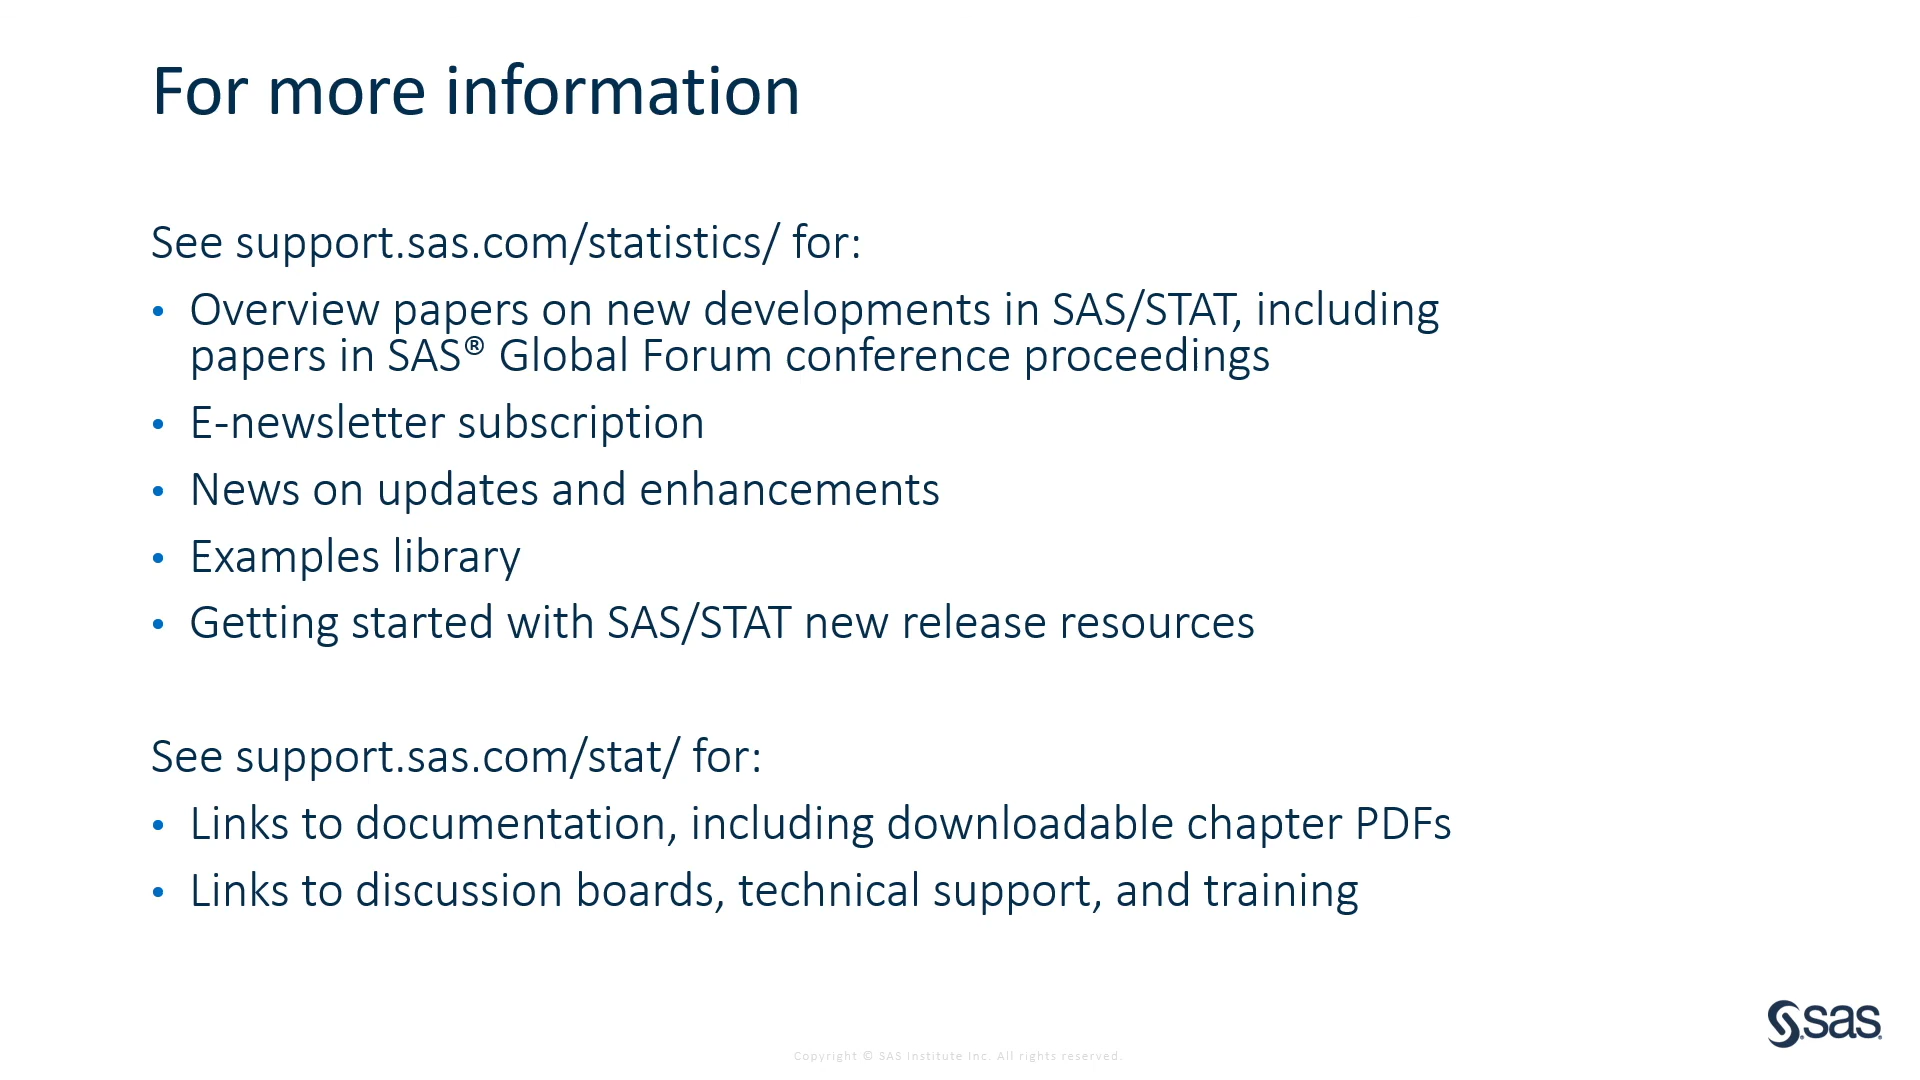 For more information
See support.sas.com/statistics/ for:
• Overview papers on new developments in SAS/STAT, including
papers in SAS® Global Forum conference proceedings
• E-newsletter subscription
• News on updates and enhancements
• Examples library
• Getting started with SAS/STAT new release resources
See support.sas.com/stat/ for:
• Links to documentation, including downloadable chapter PDFs
• Links to discussion boards, technical support, and training
sas
Copyright © SAS Institute Inc. All rights reserved.